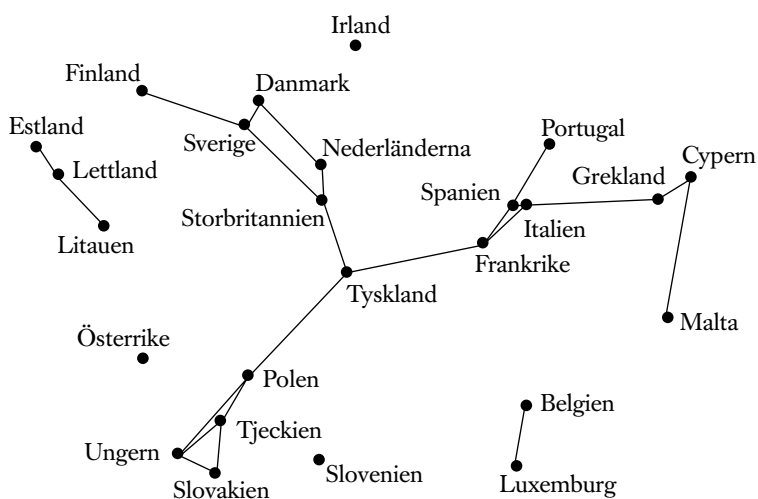 Irland
Finland
Danmark
Estland
Sverige
Nederländerna
Portugal
Cypern
Lettland
Grekland
Spanien
Storbritannien
Italien
Litauen
Frankrike
Tyskland
Malta
Österrike
Polen
Belgien
Tjeckien
Ungern
Slovenien
Luxemburg
Slovakien